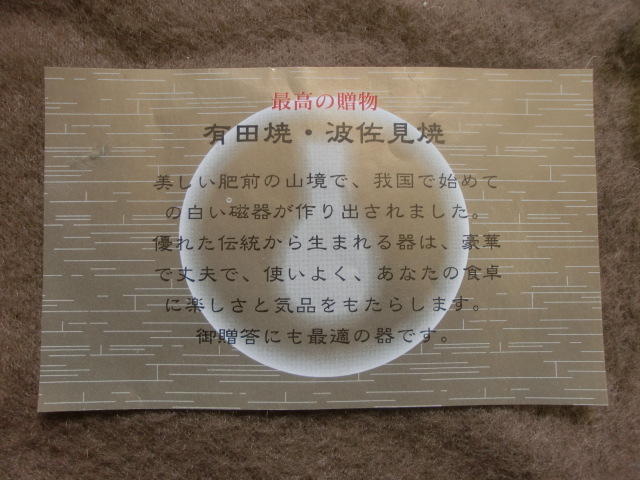 最高の贈物
有田焼・波佐見焼
美しい肥前の山境で、我国で始めて
の白い磁器が作り出されました。
優れた伝統から生まれる器は、豪華
で丈夫で、使いよく、あなたの食卓
に楽しさと気品をもたらします。
御贈答にも最適の器です。